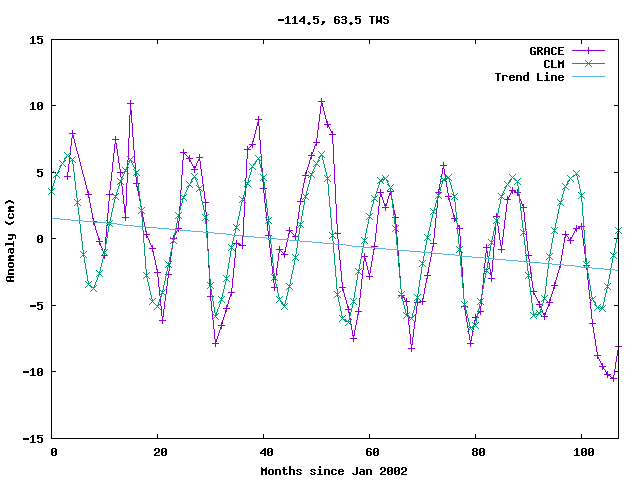 -114.5, 63.5 TWS
GRACE
CLM
Trend Line
15
10
5
0
-5
-10
-15
Anomaly (cm)
0 20 40 60 80 100
Months since Jan 2002